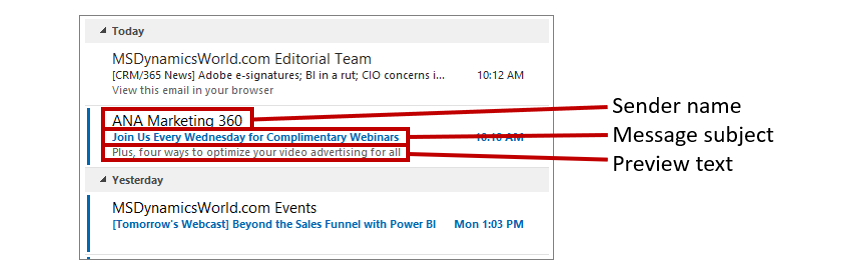 Today
MSDynamicsWorld.com Editorial Team
[CRM/365 News] Adobe e-signatures; BI in a rut; CIO concerns i... 10:12 AM
View this email in your browser
ANA Marketing 360
Sender name
Join Us Every Wednesday for Complimentary Webinars 10:10 AM
Message subject
Plus, four ways to optimize your video advertising for all
Preview text
Yesterday
MSDynamicsWorld.com Events
[Tomorrow's Webcast] Beyond the Sales Funnel with Power BI Mon 1:03 PM